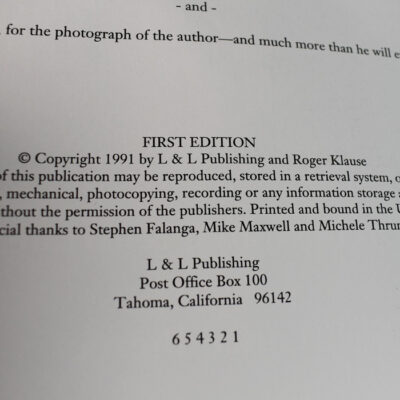 - and -
for the photograph of the author—and much more than he will
FIRST EDITION
© Copyright 1991 by L & L Publishing and Roger Klause
of this publication may be reproduced, stored in a retrieval system,
mechanical, photocopying, recording or any information storage
without the permission of the publishers. Printed and bound in the
thanks to Stephen Falanga, Mike Maxwell and Michele
L & L Publishing
Post Office Box 100
Tahoma, California 96142
6 5 4 3 2 1